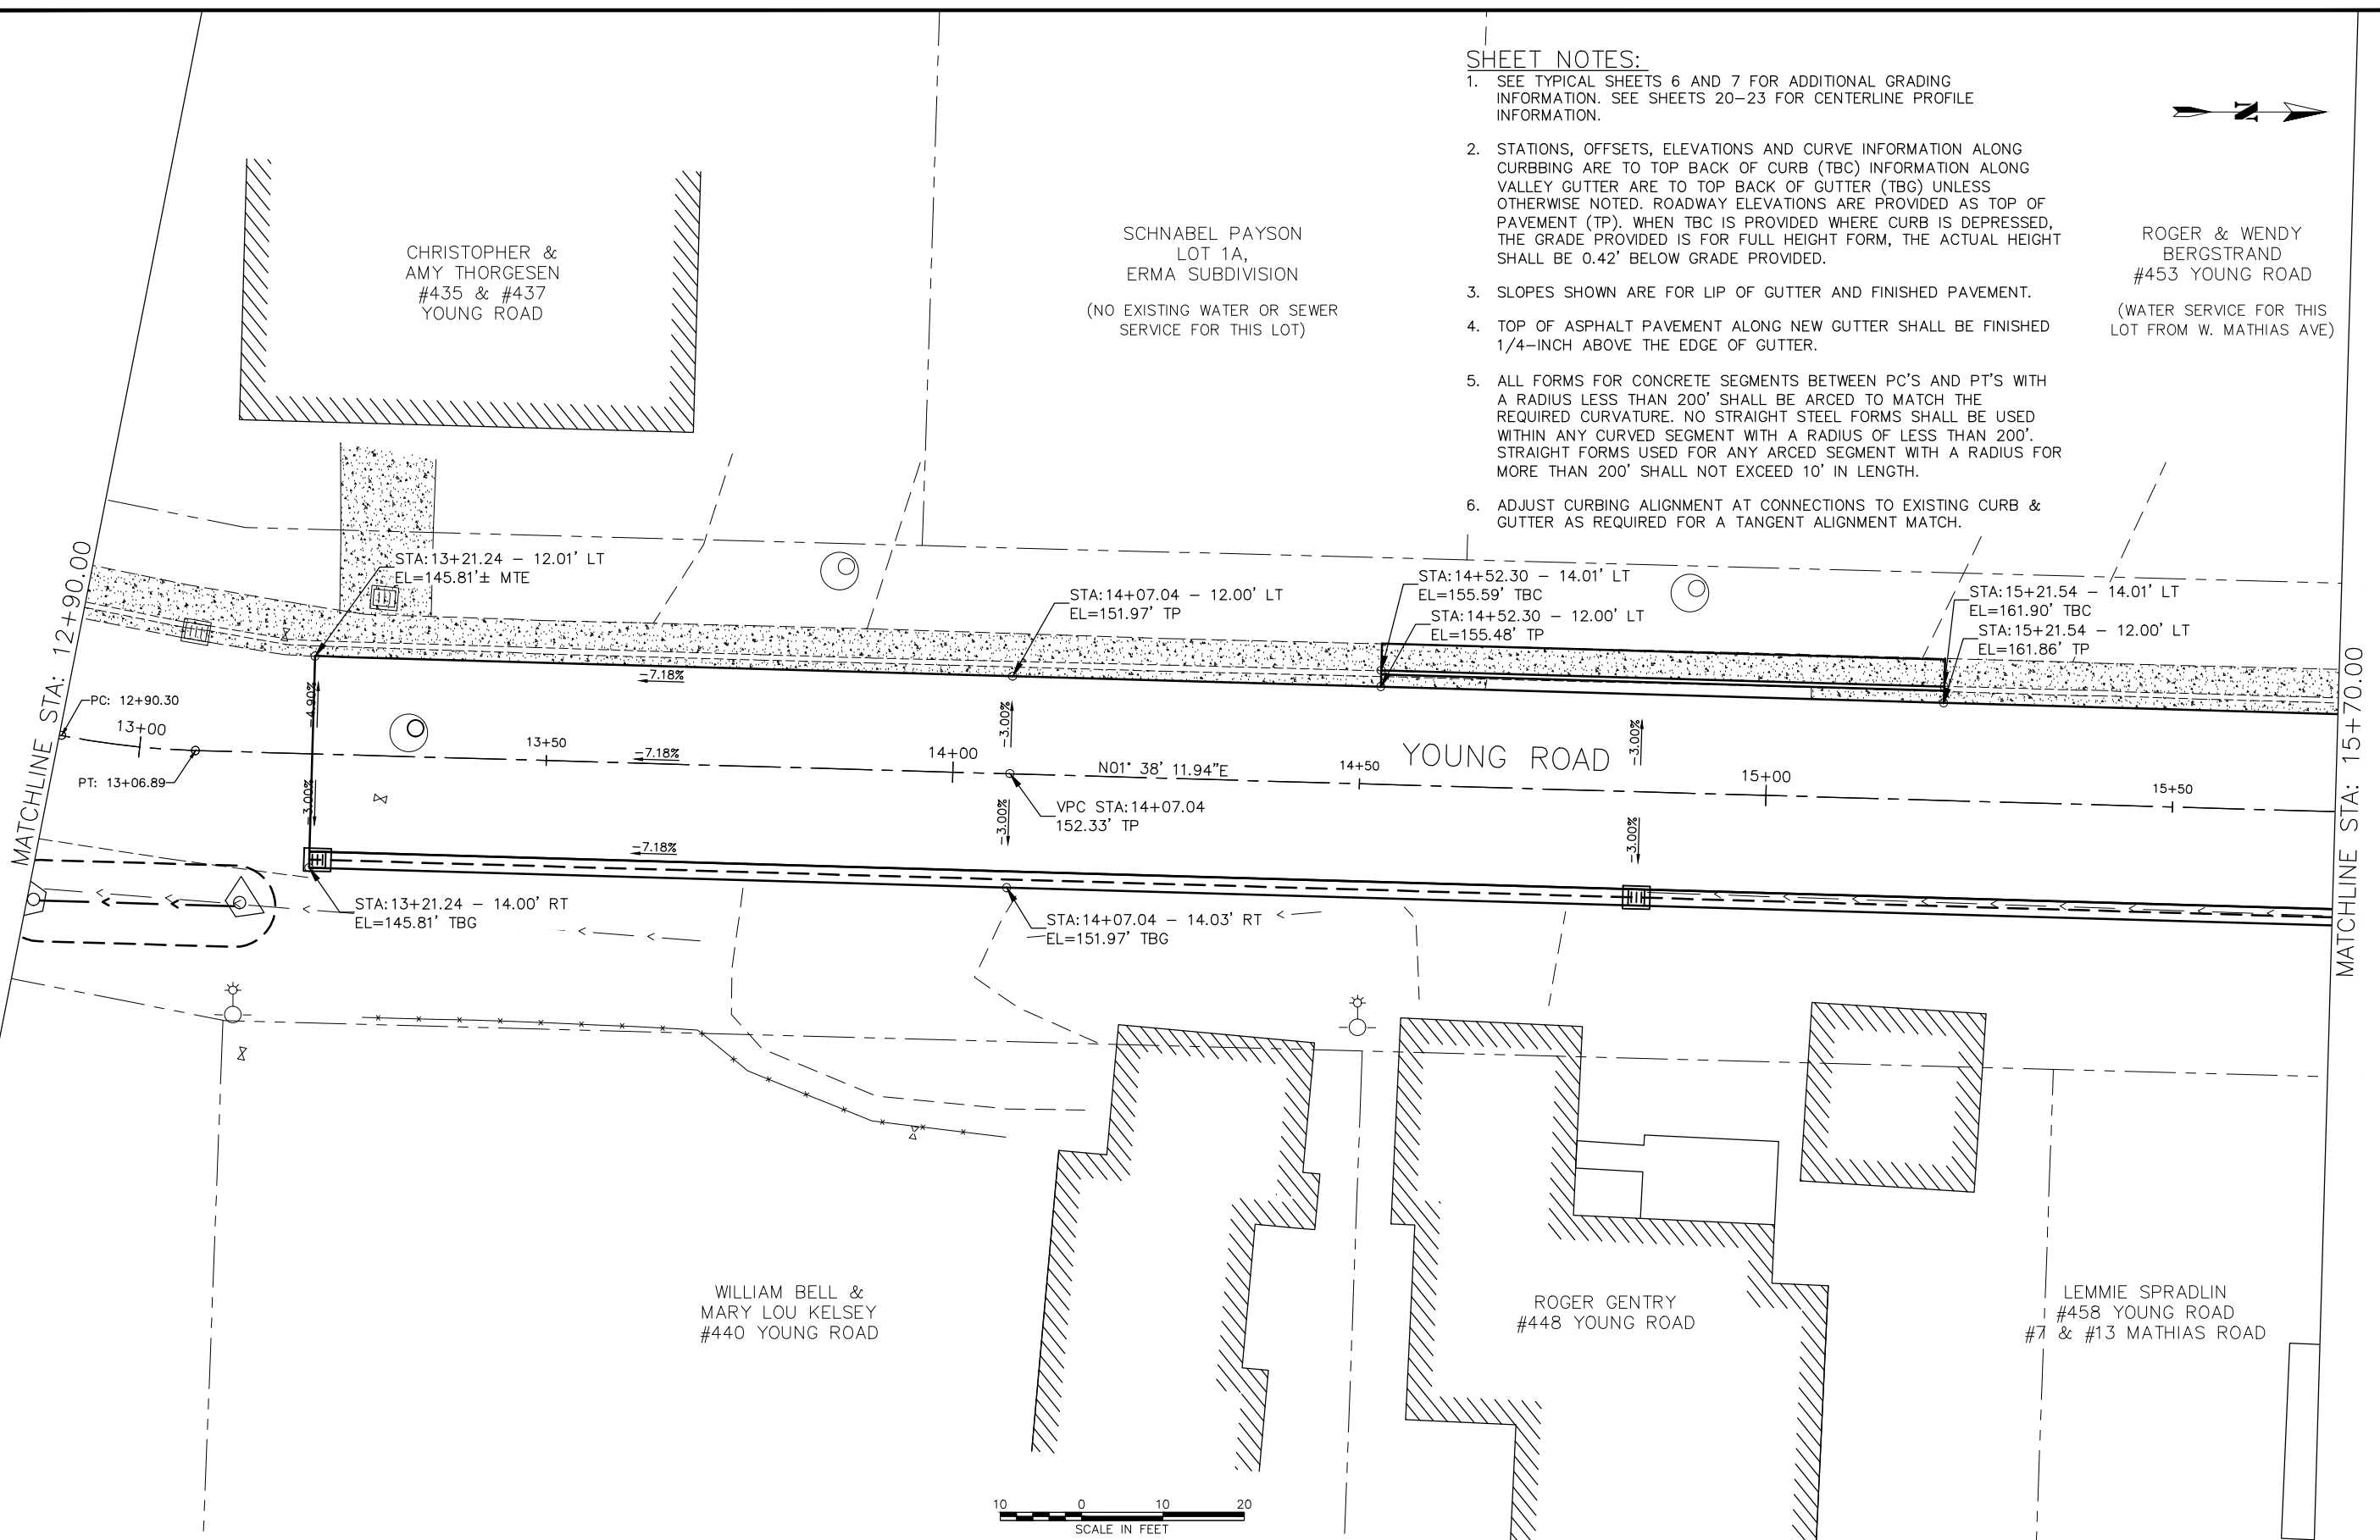 SHEET NOTES:
1. SEE TYPICAL SHEETS 6 AND 7 FOR ADDITIONAL GRADING
INFORMATION. SEE SHEETS 20-23 FOR CENTERLINE PROFILE
INFORMATION.
2. STATIONS, OFFSETS, ELEVATIONS AND CURVE INFORMATION ALONG
CURBBING ARE TO TOP BACK OF CURB (TBC) INFORMATION ALONG
VALLEY GUTTER ARE TO TOP BACK OF GUTTER (TBG) UNLESS
OTHERWISE NOTED. ROADWAY ELEVATIONS ARE PROVIDED AS TOP OF
PAVEMENT (TP). WHEN TBC IS PROVIDED WHERE CURB IS DEPRESSED,
THE GRADE PROVIDED IS FOR FULL HEIGHT FORM, THE ACTUAL HEIGHT
SHALL BE 0.42' BELOW GRADE PROVIDED.
3. SLOPES SHOWN ARE FOR LIP OF GUTTER AND FINISHED PAVEMENT.
4. TOP OF ASPHALT PAVEMENT ALONG NEW GUTTER SHALL BE FINISHED
1/4-INCH ABOVE THE EDGE OF GUTTER.
5. ALL FORMS FOR CONCRETE SEGMENTS BETWEEN PC'S AND PT'S WITH
A RADIUS LESS THAN 200' SHALL BE ARCED TO MATCH THE
REQUIRED CURVATURE. NO STRAIGHT STEEL FORMS SHALL BE USED
WITHIN ANY CURVED SEGMENT WITH A RADIUS OF LESS THAN 200'.
STRAIGHT FORMS USED FOR ANY ARCED SEGMENT WITH A RADIUS FOR
MORE THAN 200' SHALL NOT EXCEED 10' IN LENGTH.
6. ADJUST CURBING ALIGNMENT AT CONNECTIONS TO EXISTING CURB &
GUTTER AS REQUIRED FOR A TANGENT ALIGNMENT MATCH.
N
CHRISTOPHER &
AMY THORGESEN
#435 & #437
YOUNG ROAD
SCHNABEL PAYSON
LOT 1A,
ERMA SUBDIVISION
(NO EXISTING WATER OR SEWER
SERVICE FOR THIS LOT)
ROGER & WENDY
BERGSTRAND
#453 YOUNG ROAD
(WATER SERVICE FOR THIS
LOT FROM W. MATHIAS AVE)
MATCHLINE STA: 12+90.00
STA:13+21.24 - 12.01' LT
EL=145.81'± MTE
STA:14+07.04 - 12.00' LT
EL=151.97' TP
STA:14+52.30 - 14.01' LT
EL=155.59' TBC
STA:14+52.30 - 12.00' LT
EL=155.48' TP
STA:15+21.54 - 14.01' LT
EL=161.90' TBC
STA:15+21.54 - 12.00' LT
EL=161.86' TP
MATCHLINE STA: 15+70.00
-7.18%
-4.90%
-3.00%
-3.00%
PC: 12+90.30
13+00
PT: 13+06.89
13+50
-7.18%
14+00
N01° 38' 11.94"E
14+50
YOUNG ROAD
15+00
15+50
VPC STA:14+07.04
152.33' TP
-3.00%
-3.00%
-3.00%
-7.18%
STA:13+21.24 - 14.00' RT
EL=145.81' TBG
STA:14+07.04 - 14.03' RT
EL=151.97' TBG
WILLIAM BELL &
MARY LOU KELSEY
#440 YOUNG ROAD
ROGER GENTRY
#448 YOUNG ROAD
LEMMIE SPRADLIN
#458 YOUNG ROAD
#7 & #13 MATHIAS ROAD
10 0 10 20
SCALE IN FEET